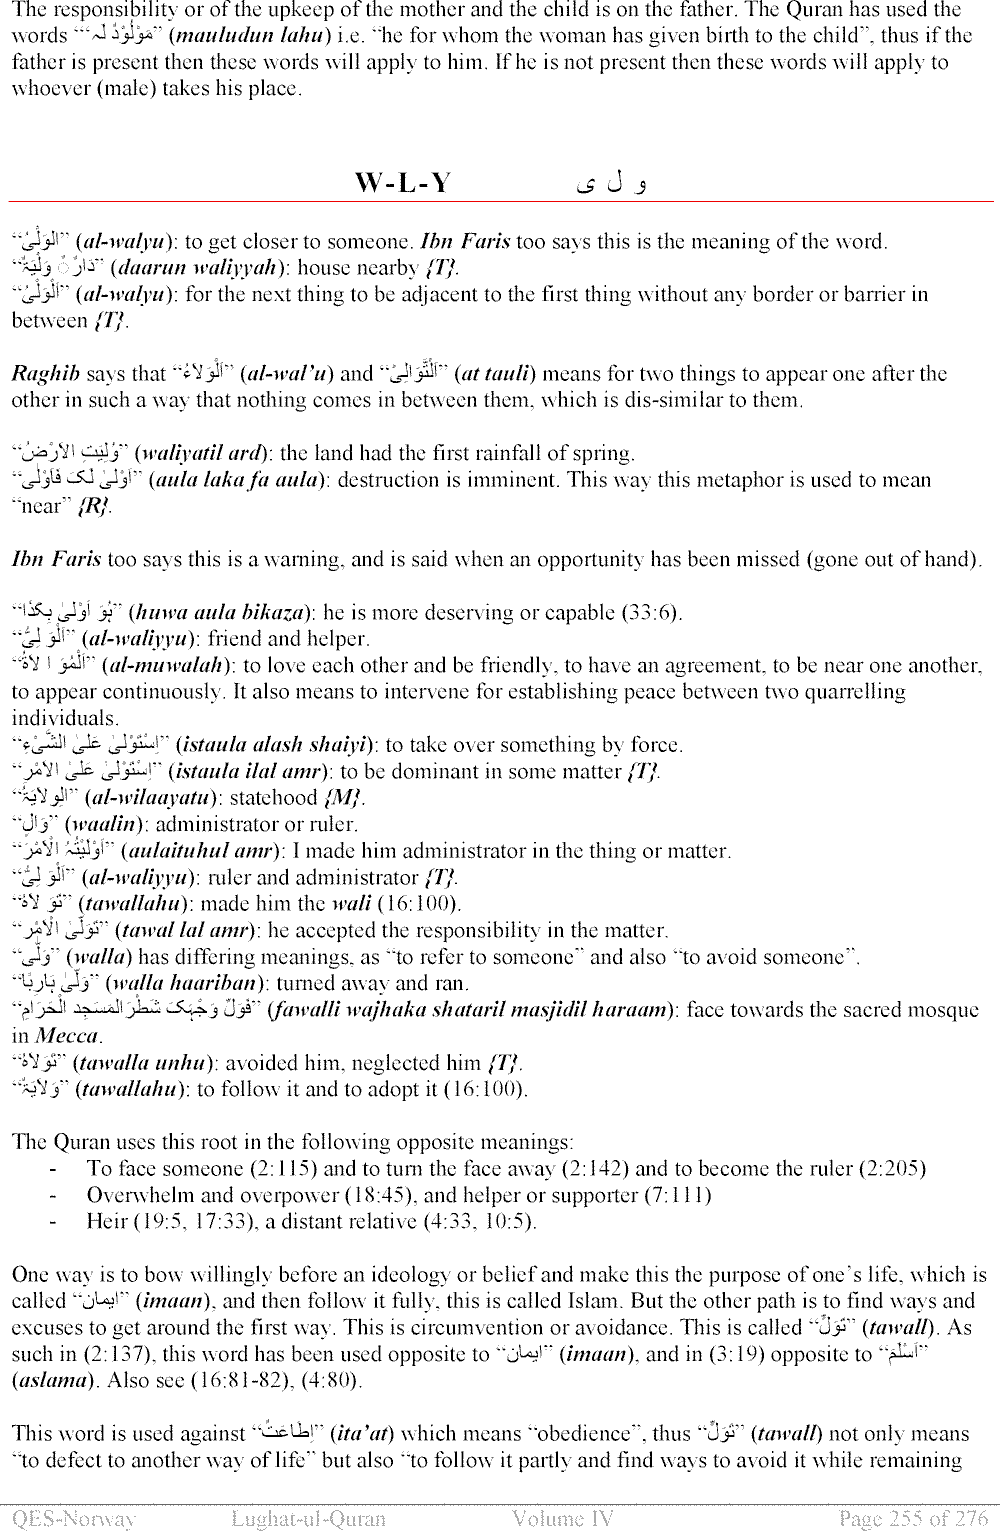 The responsibility or of the upkeep of the mother and the child is on the father. The Quran has used the
words “‘‘مَوْلُوْدٌ لَہ” (mauludun lahu) i.e. “he for whom the woman has given birth to the child”, thus if the
father is present then these words will apply to him. If he is not present then these words will apply to
whoever (male) takes his place.
W-L-Y و ل ی
“الوَلْیُ” (al-walyu): to get closer to someone. Ibn Faris too says this is the meaning of the word.
“دَارٌ وَلْیَۃٌ” (daarun waliyyah): house nearby {T}.
“اَلْوَلْیُ” (al-walyu): for the next thing to be adjacent to the first thing without any border or barrier in
between {T}.
Raghib says that “اَلْوَلاَءُ” (al-wal’u) and “اَلْتَّوَالِیْ” (at tauli) means for two things to appear one after the
other in such a way that nothing comes in between them, which is dis-similar to them.
“وُلِیَتِ الاَرْضُ” (waliyatil ard): the land had the first rainfall of spring.
“اَوْلیٰ لَکَ فَاَوْلٰی” (aula laka fa aula): destruction is imminent. This way this metaphor is used to mean
“near” {R}.
Ibn Faris too says this is a warning, and is said when an opportunity has been missed (gone out of hand).
“ہُوَ اَوْلیٰ بِکَذَا” (huwa aula bikaza): he is more deserving or capable (33:6).
“اَلْوَ لِیُّ” (al-waliyyu): friend and helper.
“اَلْمُوَ ا لاَۃُ” (al-muwalah): to love each other and be friendly, to have an agreement, to be near one another,
to appear continuously. It also means to intervene for establishing peace between two quarrelling
individuals.
“اِسْتَوْلیٰ عَلیٰ الشَّیْءِ” (istaula alash shaiyi): to take over something by force.
“اِسْتَوْلیٰ عَلیٰ الاَمْرِ” (istaula ilal amr): to be dominant in some matter {T}.
“الوِلاَیَۃُ” (al-wilaayatu): statehood {M}.
“وَالٍ” (waalin): administrator or ruler.
“اَوْلَیْتُہُ الْاَمْرَ” (aulaituhul amr): I made him administrator in the thing or matter.
“اَلْوَ لِیُّ” (al-waliyyu): ruler and administrator {T}.
“تَوَ لاَہُ” (tawallahu): made him the wali (16:100).
“تَوَلّیٰ الْاَمْرِ” (tawal lal amr): he accepted the responsibility in the matter.
“وَلّٰی” (walla) has differing meanings, as “to refer to someone” and also “to avoid someone”.
“وَلّیٰ ہَارِبًا” (walla haariban): turned away and ran.
“فَوَلِّ وَجْہَکَ شَطْرَالمَسَجِدِ الْحَرَامِ” (fawalli wajhaka shataril masjidil haraam): face towards the sacred mosque
in Mecca.
“تَوَلاَہُ” (tawalla unhu): avoided him, neglected him {T}.
“وَلاَیَۃٌ” (tawallahu): to follow it and to adopt it (16:100).
The Quran uses this root in the following opposite meanings:
- To face someone (2:115) and to turn the face away (2:142) and to become the ruler (2:205)
- Overwhelm and overpower (18:45), and helper or supporter (7:111)
- Heir (19:5, 17:33), a distant relative (4:33, 10:5).
One way is to bow willingly before an ideology or belief and make this the purpose of one’s life, which is
called “ایمان” (imaan), and then follow it fully, this is called Islam. But the other path is to find ways and
excuses to get around the first way. This is circumvention or avoidance. This is called “تَوَلٍّ” (tawall). As
such in (2:137), this word has been used opposite to “ایمان” (imaan), and in (3:19) opposite to “اَسْلَمَ”
(aslama). Also see (16:81-82), (4:80).
This word is used against “اِطَاعَتٌ” (ita’at) which means “obedience”, thus “تَوَلٍّ” (tawall) not only means
“to defect to another way of life” but also “to follow it partly and find ways to avoid it while remaining
QES-Norway Lughat-ul-Quran Volume IV Page 255 of 276